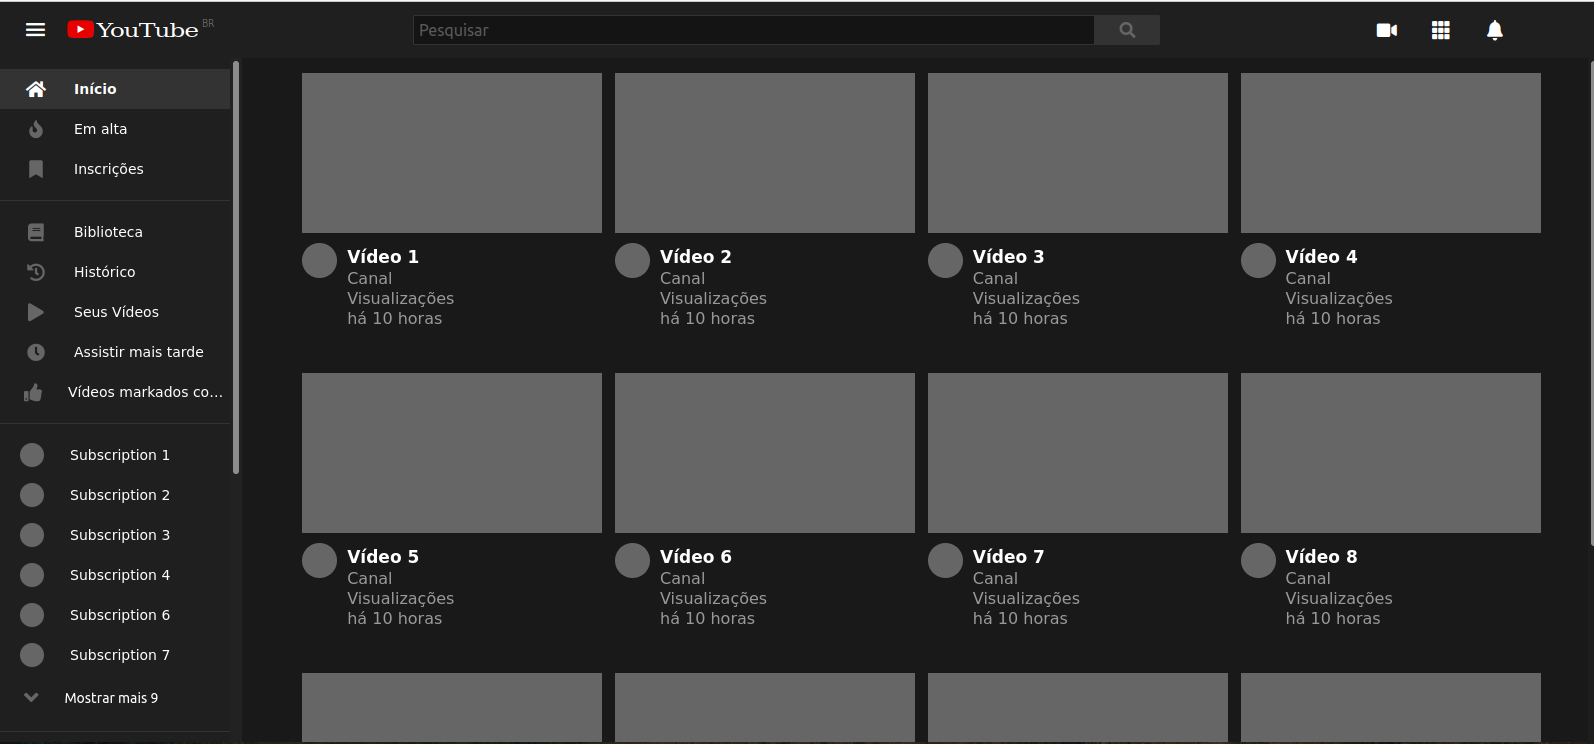 YouTube BR
Pesquisar
Início
Em alta
Inscrições
Biblioteca
Histórico
Seus Vídeos
Assistir mais tarde
Vídeos markados co...
Subscription 1
Subscription 2
Subscription 3
Subscription 4
Subscription 6
Subscription 7
Mostrar mais 9
Vídeo 1
Canal
Visualizações
há 10 horas
Vídeo 2
Canal
Visualizações
há 10 horas
Vídeo 3
Canal
Visualizações
há 10 horas
Vídeo 4
Canal
Visualizações
há 10 horas
Vídeo 5
Canal
Visualizações
há 10 horas
Vídeo 6
Canal
Visualizações
há 10 horas
Vídeo 7
Canal
Visualizações
há 10 horas
Vídeo 8
Canal
Visualizações
há 10 horas